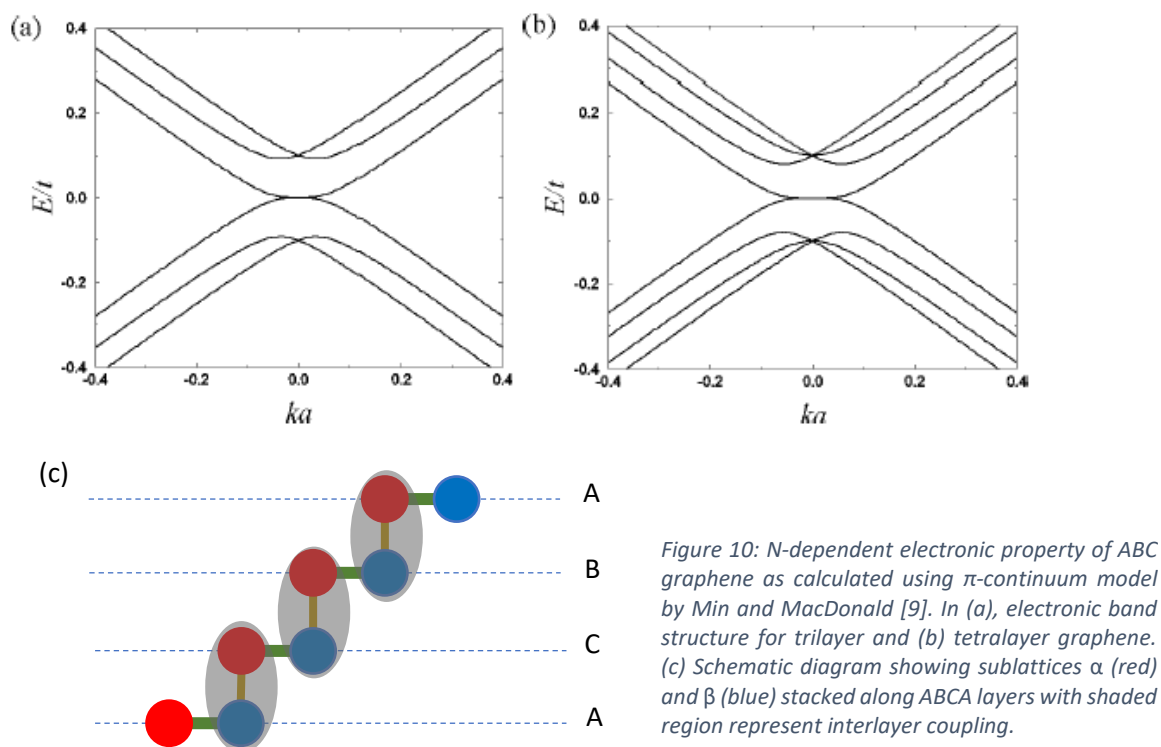 (a)
0.4
0.2
0.0
-0.2
-0.4
E/t
-0.4 -0.2 0.0 0.2 0.4
ka
(b)
0.4
0.2
0.0
-0.2
-0.4
E/t
-0.4 -0.2 0.0 0.2 0.4
ka
(c)
A
B
C
A
Figure 10: N-dependent electronic property of ABC
graphene as calculated using π-continuum model
by Min and MacDonald [9]. In (a), electronic band
structure for trilayer and (b) tetralayer graphene.
(c) Schematic diagram showing sublattices α (red)
and β (blue) stacked along ABCA layers with shaded
region represent interlayer coupling.